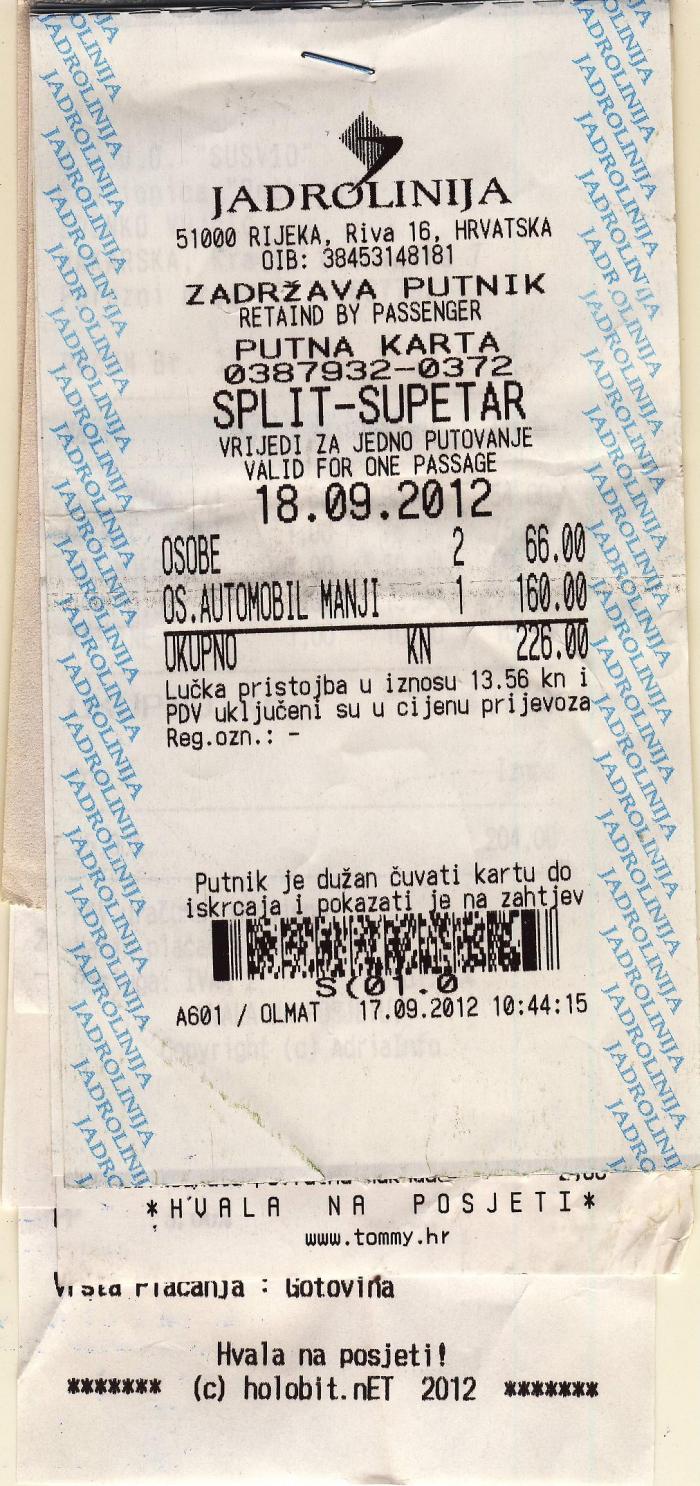 JADROLINIJA
51000 RIJEKA, Riva 16, HRVATSKA
OIB: 38453148181
ZADRŽAVA PUTNIK
RETAIND BY PASSENGER
PUTNA KARTA
0387932-0372
SPLIT-SUPETAR
VRIJEDI ZA JEDNO PUTOVANJE
VALID FOR ONE PASSAGE
18.09.2012
OSOBE 2 66.00
OS.AUTOMOBIL MANJI 1 160.00
UKUPNO KN 226.00
Lučka pristojba u iznosu 13.56 kn i
PDV uključeni su u cijenu prijevoza
Reg.ozn.: -
Putnik je dužan čuvati kartu do
iskrcaja i pokazati je na zahtjev
S(01.0
A601 / OLMAT 17.09.2012 10:44:15
*HVALA NA POSJETI*
www.tommy.hr
Vrsta Plaćanja : Gotovina
Hvala na posjeti!
******* (c) holobit.nET 2012 *******